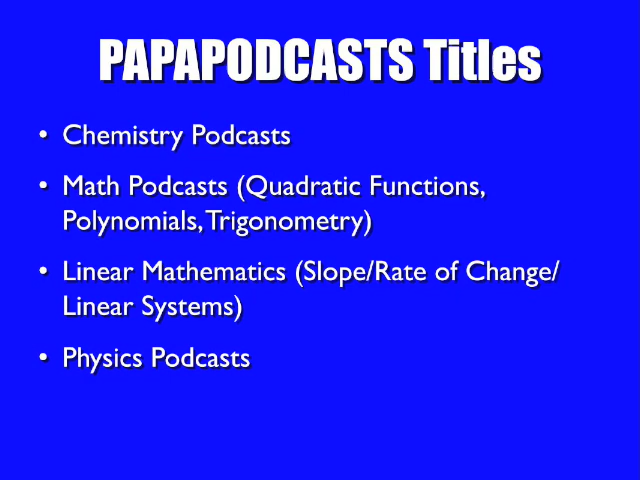 PAPAPODCASTS Titles
• Chemistry Podcasts
• Math Podcasts (Quadratic Functions,
Polynomials,Trigonometry)
• Linear Mathematics (Slope/Rate of Change/
Linear Systems)
• Physics Podcasts